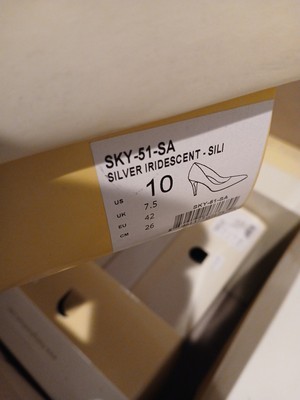 SKY-51-SA
SILVER IRIDESCENT - SILI
US 10
UK 7.5
EU 42
CM 26
SKY-51-SA